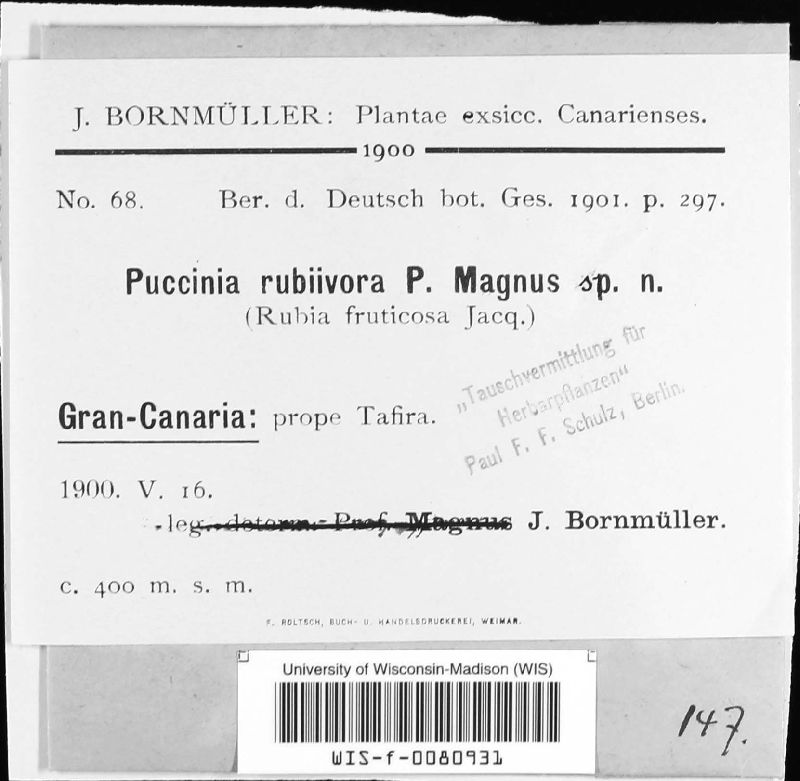 J. BORNMÜLLER: Plantae exsicc. Canarienses.
1900
No. 68. Ber. d. Deutsch bot. Ges. 1901. p. 297.
Puccinia rubiivora P. Magnus sp. n.
(Rubia fruticosa Jacq.)
„Tauschvermittlung für
Herbarpflanzen“
Paul F. F. Schulz, Berlin.
Gran-Canaria: prope Tafira.
1900. V. 16.
leg. determ. Prof. Magnus J. Bornmüller.
c. 400 m. s. m.
F. ROLTSCH, BUCH- U. HANDELSDRUCKEREI, WEIMAR.
University of Wisconsin-Madison (WIS)
WIS-f-0080931
147.